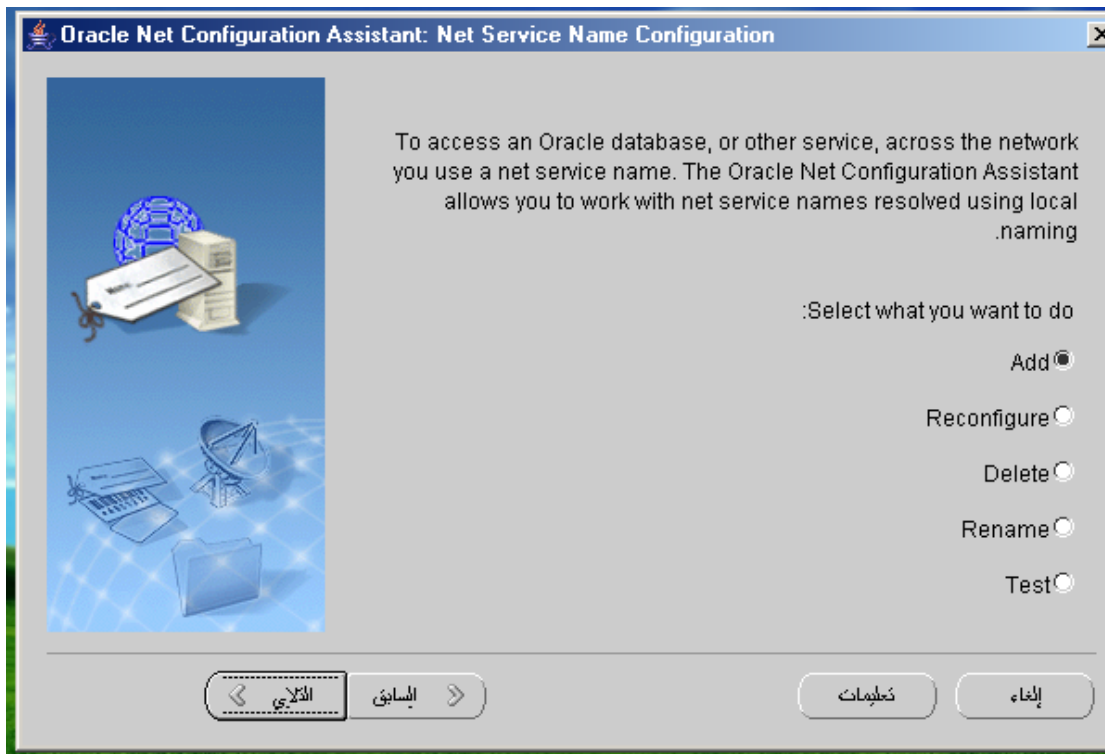 Oracle Net Configuration Assistant: Net Service Name Configuration
To access an Oracle database, or other service, across the network
you use a net service name. The Oracle Net Configuration Assistant
allows you to work with net service names resolved using local
.naming
:Select what you want to do
Add
Reconfigure
Delete
Rename
Test
إلغاء
تعليمات
السابق
التالي